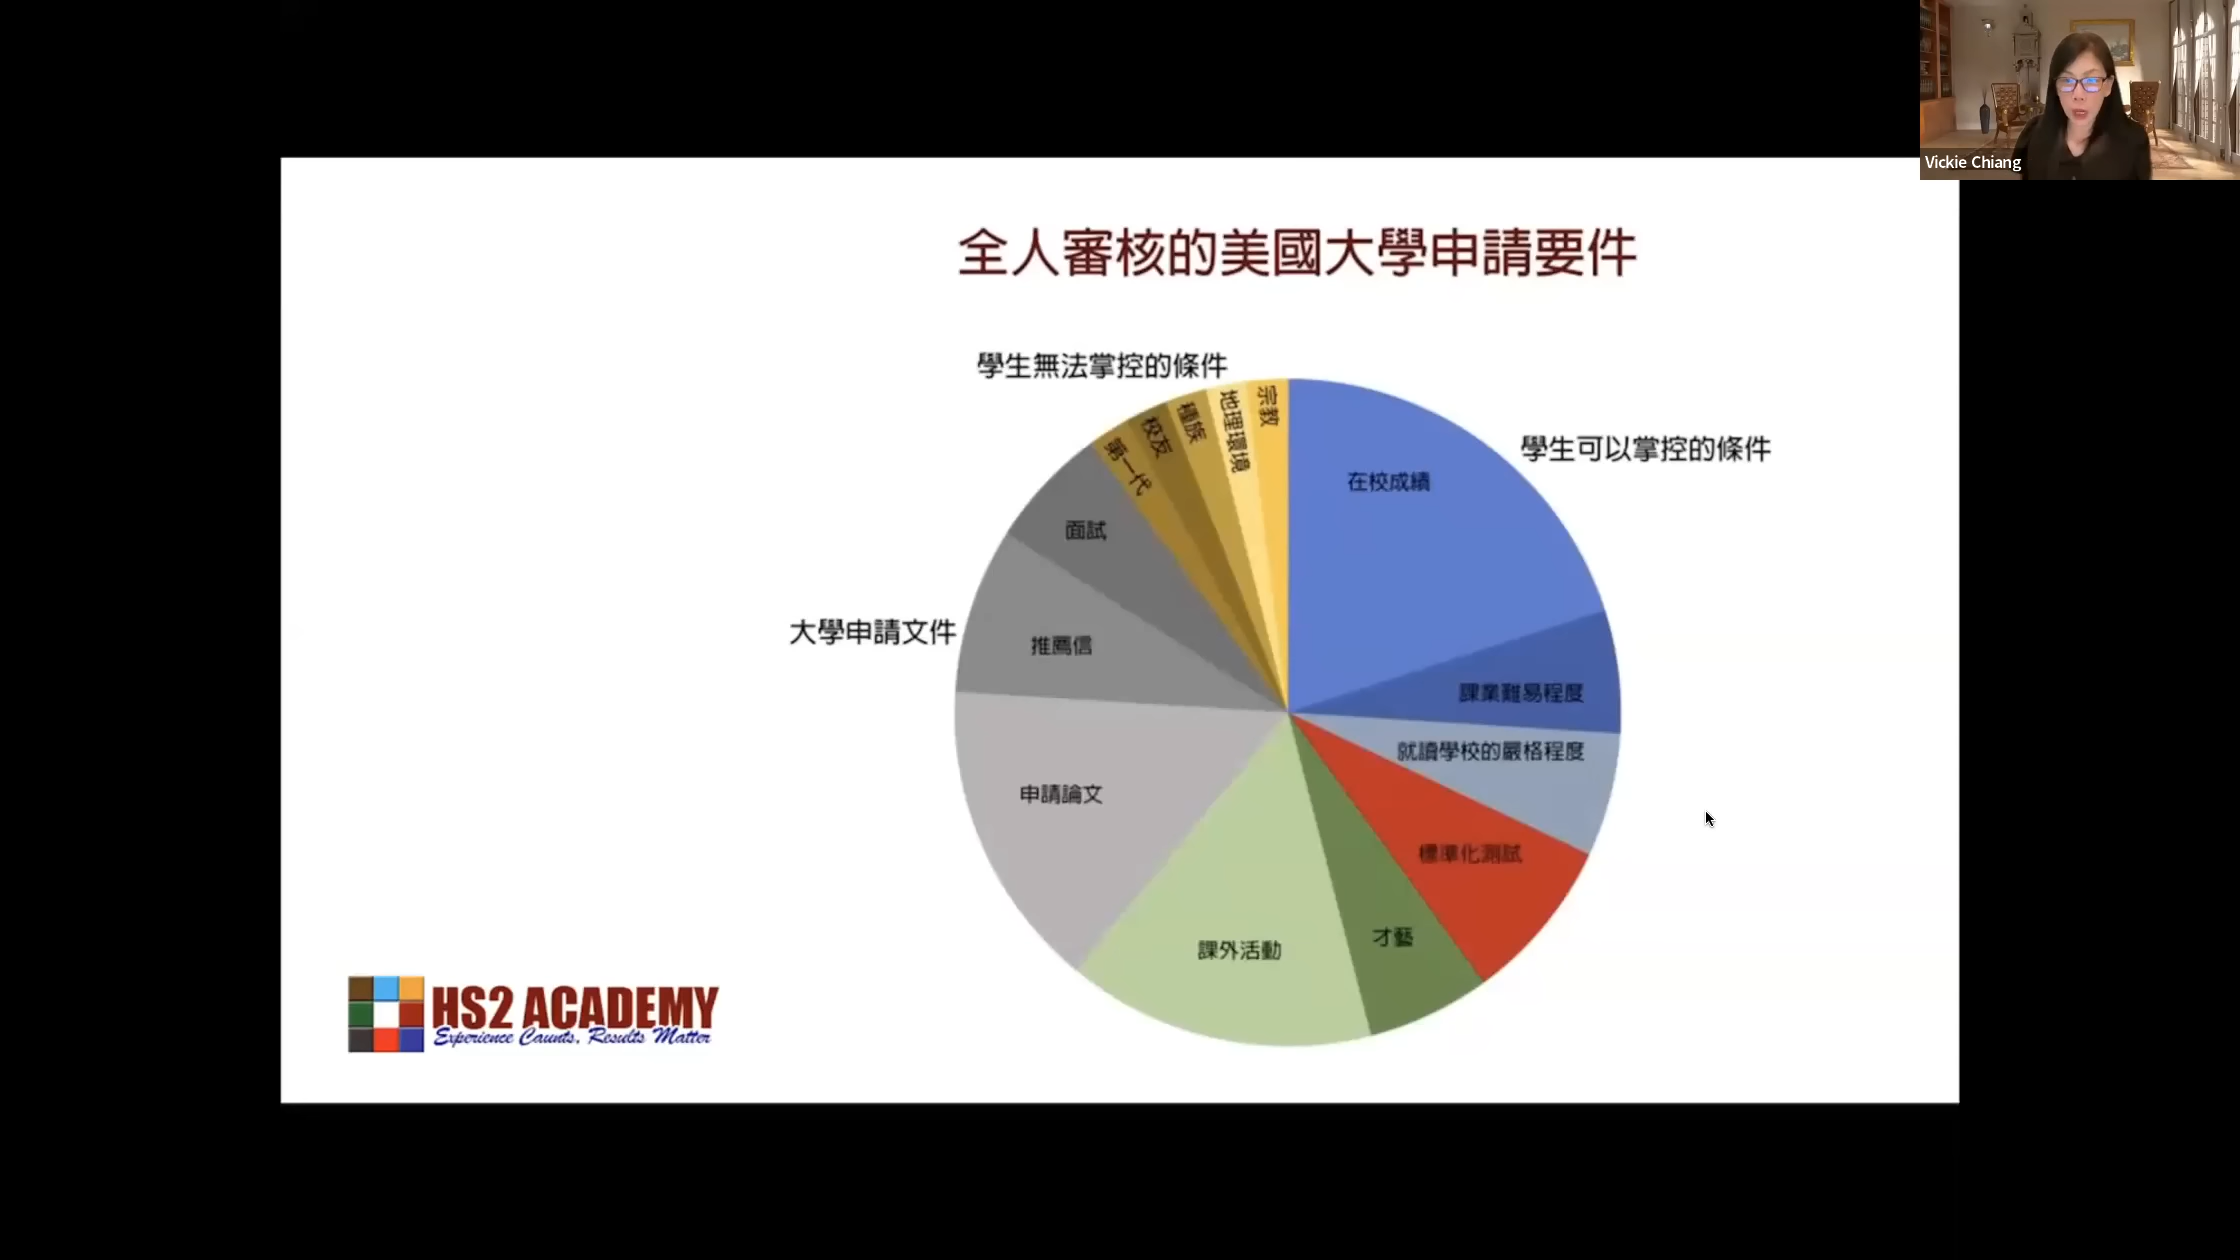 Vickie Chiang
全人審核的美國大學申請要件
學生無法掌控的條件
宗教
地理環境
種族
校友
第一代
學生可以掌控的條件
在校成績
面試
大學申請文件
推薦信
課業難易程度
就讀學校的嚴格程度
申請論文
標準化測試
才藝
課外活動
HS2 ACADEMY
Experience Counts, Results Matter